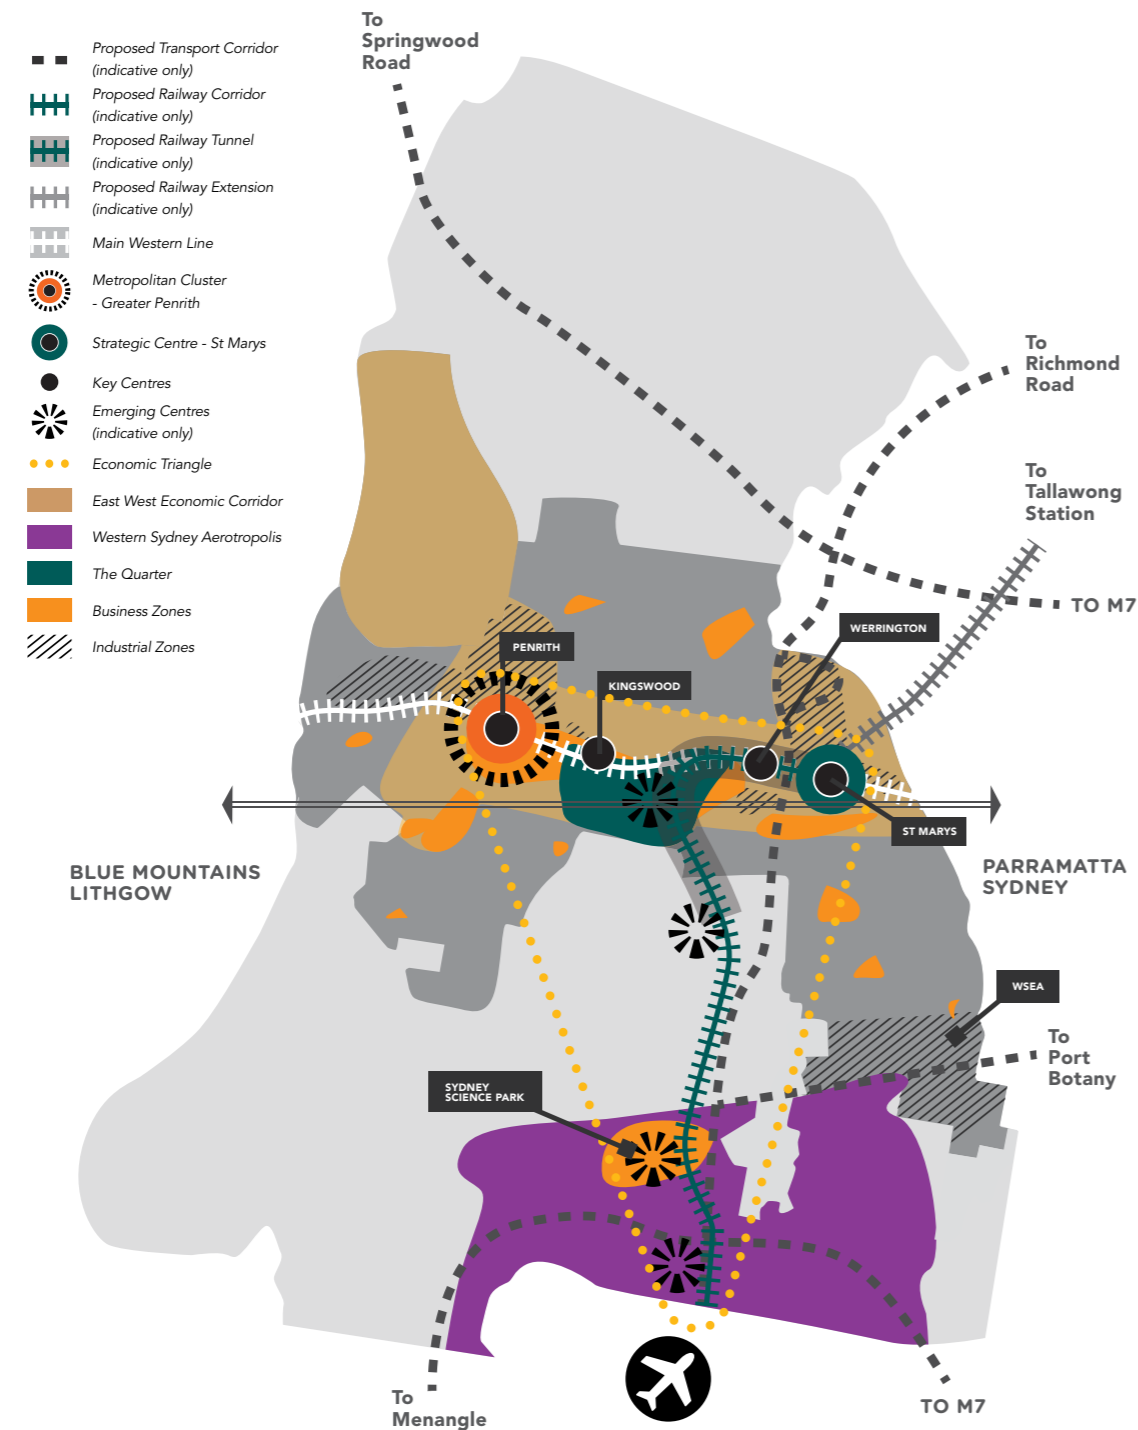 Proposed Transport Corridor
(indicative only)
Proposed Railway Corridor
(indicative only)
Proposed Railway Tunnel
(indicative only)
Proposed Railway Extension
(indicative only)
Main Western Line
Metropolitan Cluster
- Greater Penrith
Strategic Centre - St Marys
Key Centres
Emerging Centres
(indicative only)
Economic Triangle
East West Economic Corridor
Western Sydney Aerotropolis
The Quarter
Business Zones
Industrial Zones
To
Springwood
Road
To
Richmond
Road
To
Tallawong
Station
TO M7
WERRINGTON
PENRITH
KINGSWOOD
ST MARYS
BLUE MOUNTAINS
LITHGOW
PARRAMATTA
SYDNEY
WSEA
To
Port
Botany
SYDNEY
SCIENCE PARK
To
Menangle
TO M7